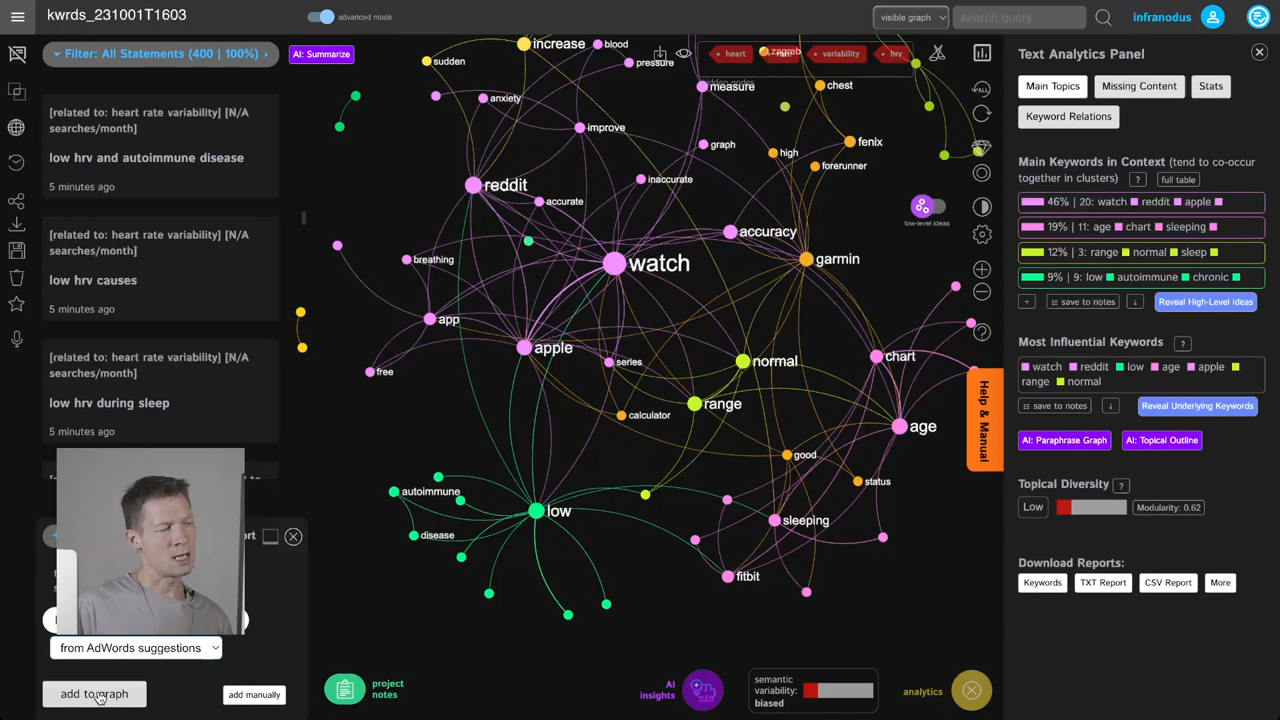 kwrds_231001T1603
advanced mode
visible graph
search query
infranodus
Filter: All Statements (400 | 100%)
AI: Summarize
[related to: heart rate variability] [N/A
searches/month]
low hrv and autoimmune disease
5 minutes ago
[related to: heart rate variability] [N/A
searches/month]
low hrv causes
5 minutes ago
[related to: heart rate variability] [N/A
searches/month]
low hrv during sleep
5 minutes ago
from AdWords suggestions
add to graph
add manually
heart
zagreb
variability
hrv
hidden nodes
increase
blood
sudden
pressure
anxiety
measure
chest
improve
graph
high
fenix
forerunner
reddit
inaccurate
accurate
low-level ideas
accuracy
breathing
watch
garmin
app
apple
series
free
normal
chart
range
calculator
age
good
status
autoimmune
low
sleeping
disease
fitbit
project
notes
AI
insights
semantic
variability:
biased
analytics
ALL
Help & Manual
Text Analytics Panel
Main Topics
Missing Content
Stats
Keyword Relations
Main Keywords in Context (tend to co-occur
together in clusters)
?
full table
46% | 20: watch reddit apple
19% | 11: age chart sleeping
12% | 3: range normal sleep
9% | 9: low autoimmune chronic
+
save to notes
↓
Reveal High-Level Ideas
Most Influential Keywords
?
watch reddit low age apple
range normal
save to notes
↓
Reveal Underlying Keywords
AI: Paraphrase Graph
AI: Topical Outline
Topical Diversity
?
Low
Modularity: 0.62
Download Reports:
Keywords
TXT Report
CSV Report
More